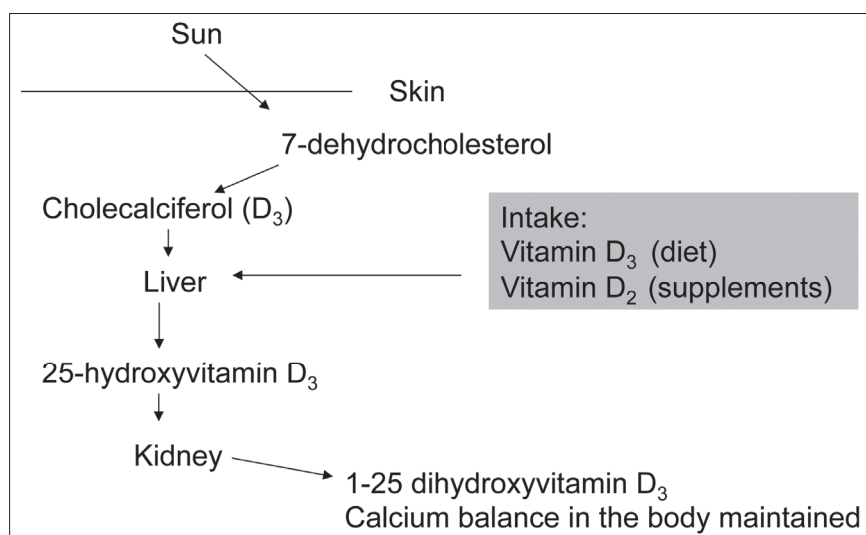 Sun
Skin
7-dehydrocholesterol
Cholecalciferol (D₃)
Intake:
Vitamin D₃ (diet)
Vitamin D₂ (supplements)
Liver
25-hydroxyvitamin D₃
Kidney
1-25 dihydroxyvitamin D₃
Calcium balance in the body maintained